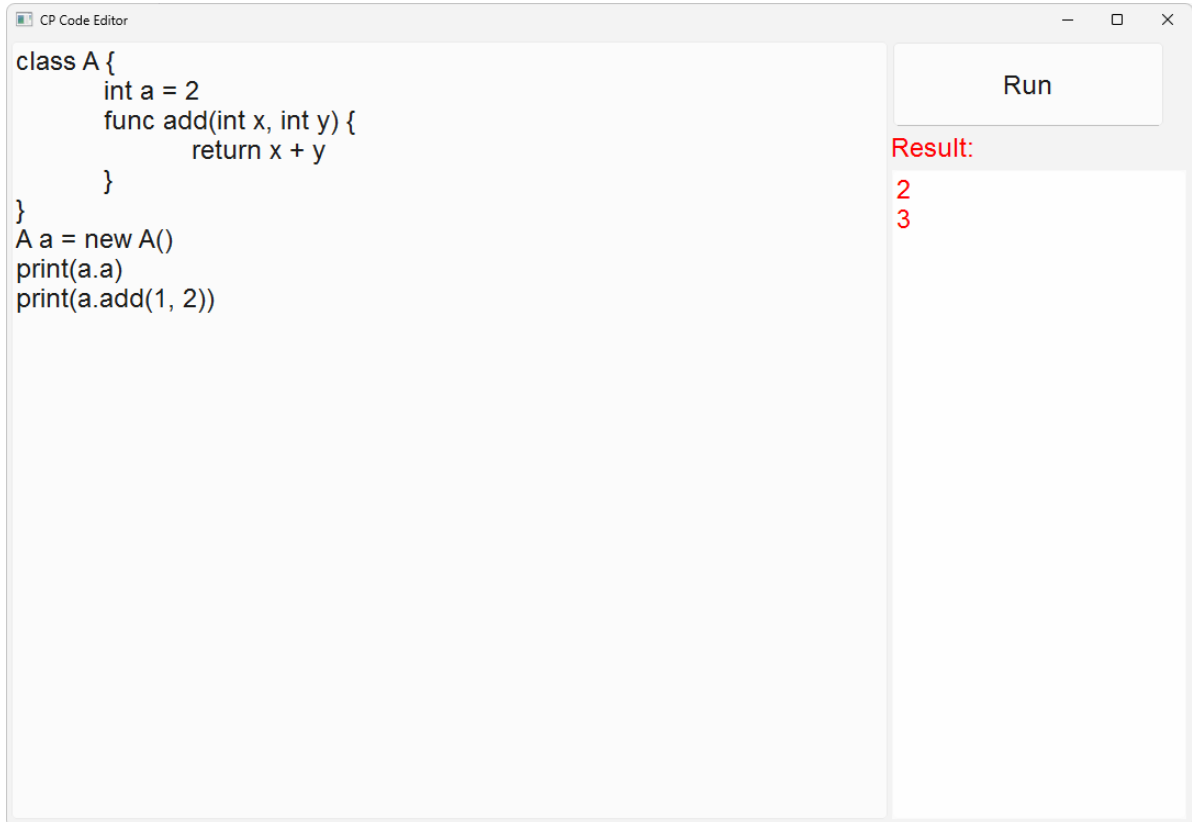 CP Code Editor
class A {
int a = 2
func add(int x, int y) {
return x + y
}
}
A a = new A()
print(a.a)
print(a.add(1, 2))
Run
Result:
2
3